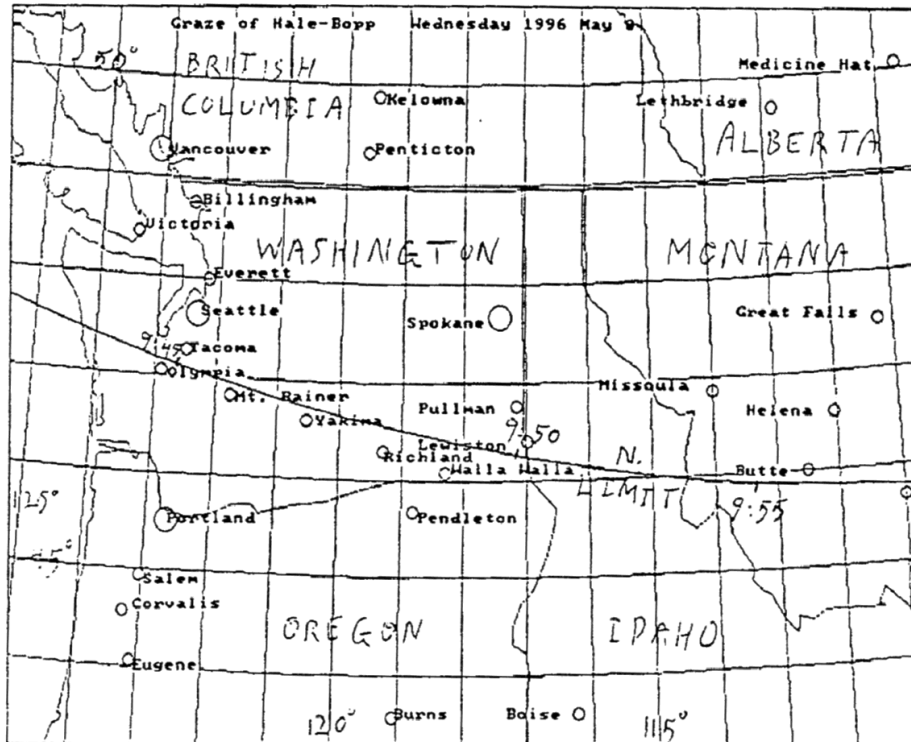 Graze of Hale-Bopp Wednesday 1996 May 8
50° BRITISH
Medicine Hat
COLUMBIA
Kelowna
Lethbridge
ALBERTA
Vancouver
Penticton
Billingham
Victoria
WASHINGTON
MONTANA
Everett
Seattle
Spokane
Great Falls
Tacoma
Olympia
Missoula
Mt. Rainer
Pullman
Helena
Yakima
9:50
Lewiston
Richland
N.
Walla Walla
Butte
LIMIT
125°
9:55
Portland
Pendleton
45°
Salem
Corvalis
OREGON
IDAHO
Eugene
120°
Burns
Boise
115°